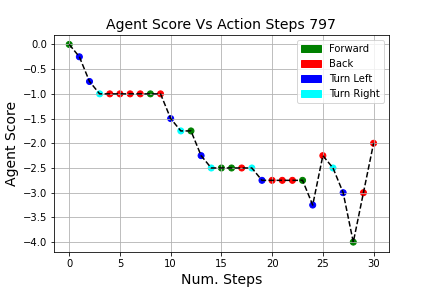 Agent Score Vs Action Steps 797
Forward
Back
Turn Left
Turn Right
Agent Score
0.0
−0.5
−1.0
−1.5
−2.0
−2.5
−3.0
−3.5
−4.0
0 5 10 15 20 25 30
Num. Steps